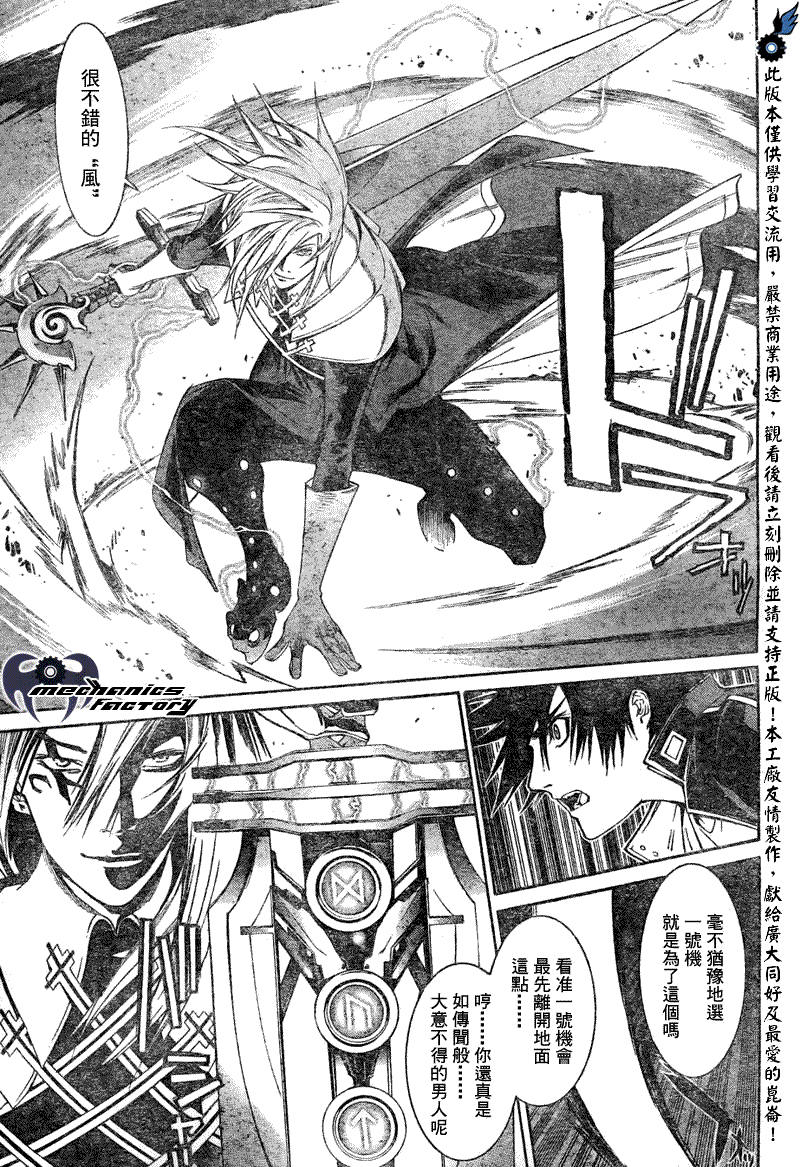 很不錯的
“風”
ドオッ
mechanics
factory
毫不猶豫地選
一號機
就是為了這個嗎
看准一號機會
最先離開地面
這點……
哼……你還真是
如傳聞般……
大意不得的男人呢
此版本僅供學習交流用，嚴禁商業用途，觀看後請立刻刪除並請支持正版！本工廠友情製作，獻給廣大同好及最愛的崑崙！